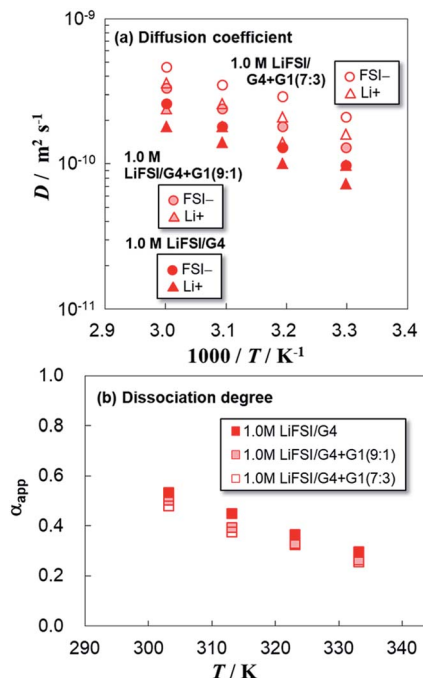 10^-9
(a) Diffusion coefficient
1.0 M LiFSI/
G4+G1(7:3)
FSI−
Li+
D / m² s⁻¹
10^-10
1.0 M
LiFSI/G4+G1(9:1)
FSI−
Li+
1.0 M LiFSI/G4
FSI−
Li+
10^-11
2.9 3.0 3.1 3.2 3.3 3.4
1000 / T / K⁻¹
1.0
(b) Dissociation degree
0.8
1.0M LiFSI/G4
1.0M LiFSI/G4+G1(9:1)
1.0M LiFSI/G4+G1(7:3)
0.6
αapp
0.4
0.2
0.0
290 300 310 320 330 340
T / K